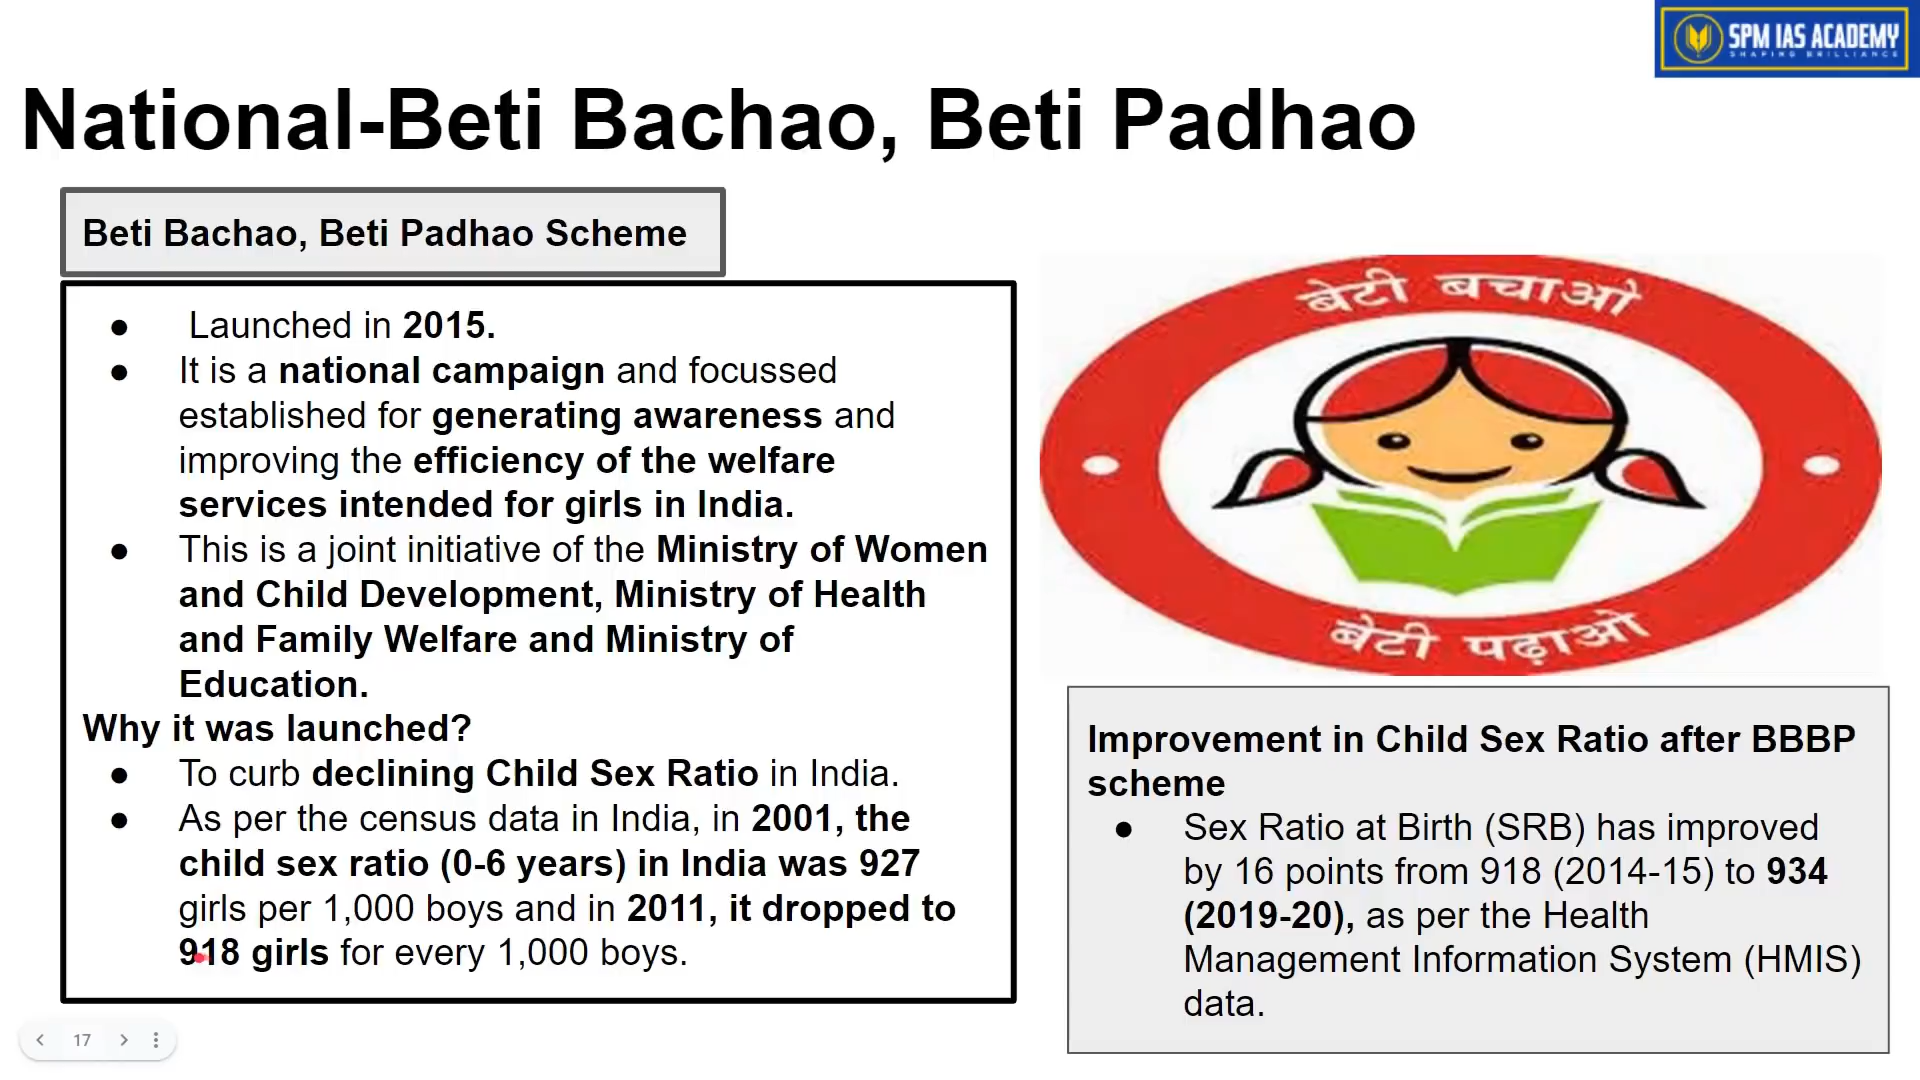 SPM IAS ACADEMY
SHAPING BRILLIANCE
National-Beti Bachao, Beti Padhao
Beti Bachao, Beti Padhao Scheme
● Launched in 2015.
● It is a national campaign and focussed
established for generating awareness and
improving the efficiency of the welfare
services intended for girls in India.
● This is a joint initiative of the Ministry of Women
and Child Development, Ministry of Health
and Family Welfare and Ministry of
Education.
Why it was launched?
● To curb declining Child Sex Ratio in India.
● As per the census data in India, in 2001, the
child sex ratio (0-6 years) in India was 927
girls per 1,000 boys and in 2011, it dropped to
918 girls for every 1,000 boys.
बेटी बचाओ
बेटी पढ़ाओ
Improvement in Child Sex Ratio after BBBP
scheme
● Sex Ratio at Birth (SRB) has improved
by 16 points from 918 (2014-15) to 934
(2019-20), as per the Health
Management Information System (HMIS)
data.
17